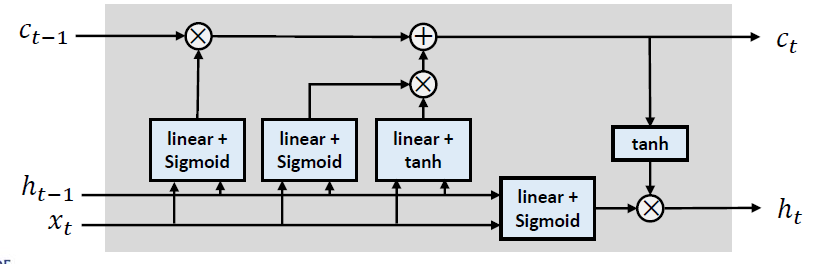 c_{t-1}
c_t
linear +
Sigmoid
linear +
Sigmoid
linear +
tanh
tanh
h_{t-1}
x_t
linear +
Sigmoid
h_t